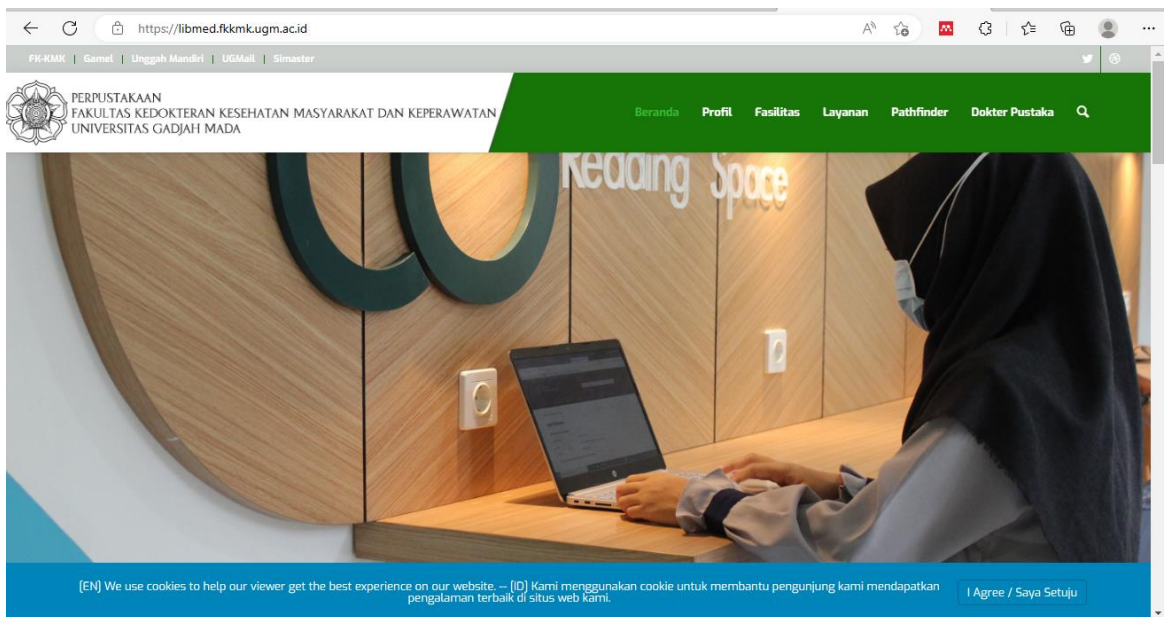 https://libmed.fkkmk.ugm.ac.id
FK-KMK | Gamel | Unggah Mandiri | UGMail | Simaster
PERPUSTAKAAN
FAKULTAS KEDOKTERAN KESEHATAN MASYARAKAT DAN KEPERAWATAN
UNIVERSITAS GADJAH MADA
Beranda Profil Fasilitas Layanan Pathfinder Dokter Pustaka
Reading Space
(EN) We use cookies to help our viewer get the best experience on our website. -- (ID) Kami menggunakan cookie untuk membantu pengunjung kami mendapatkan
pengalaman terbaik di situs web kami.
I Agree / Saya Setuju